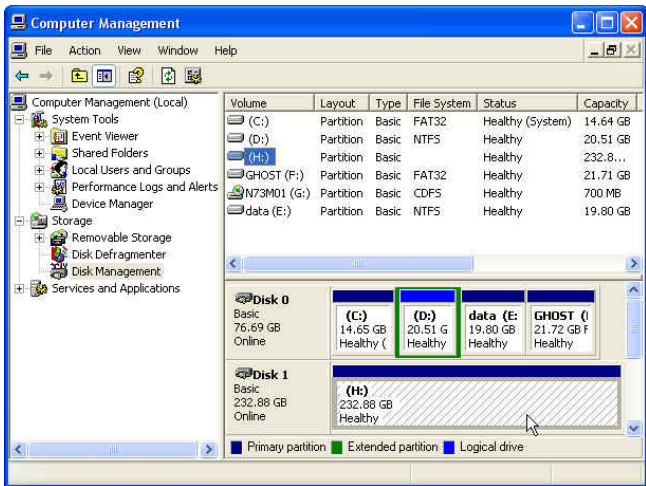 Computer Management
File Action View Window Help
Computer Management (Local)
System Tools
Event Viewer
Shared Folders
Local Users and Groups
Performance Logs and Alerts
Device Manager
Storage
Removable Storage
Disk Defragmenter
Disk Management
Services and Applications
Volume Layout Type File System Status Capacity
(C:) Partition Basic FAT32 Healthy (System) 14.64 GB
(D:) Partition Basic NTFS Healthy 20.51 GB
(H:) Partition Basic Healthy 232.8...
GHOST (F:) Partition Basic FAT32 Healthy 21.71 GB
N73M01 (G:) Partition Basic CDFS Healthy 700 MB
data (E:) Partition Basic NTFS Healthy 19.80 GB
Disk 0
Basic
76.69 GB
Online
(C:)
14.65 GB
Healthy (
(D:)
20.51 G
Healthy
data (E:
19.80 GB
Healthy
GHOST (
21.72 GB F
Healthy
Disk 1
Basic
232.88 GB
Online
(H:)
232.88 GB
Healthy
Primary partition Extended partition Logical drive